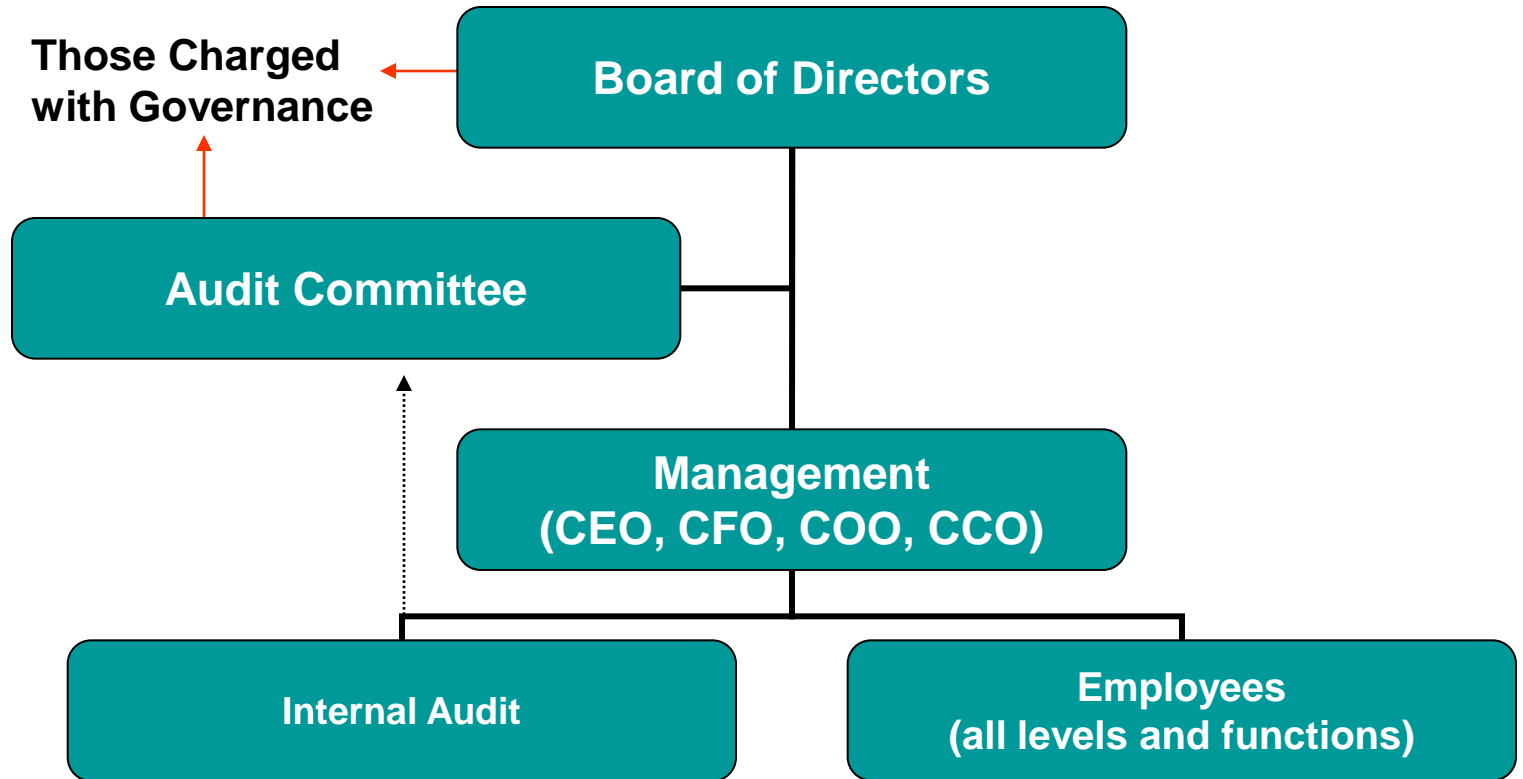 Those Charged
with Governance
Board of Directors
Audit Committee
Management
(CEO, CFO, COO, CCO)
Internal Audit
Employees
(all levels and functions)